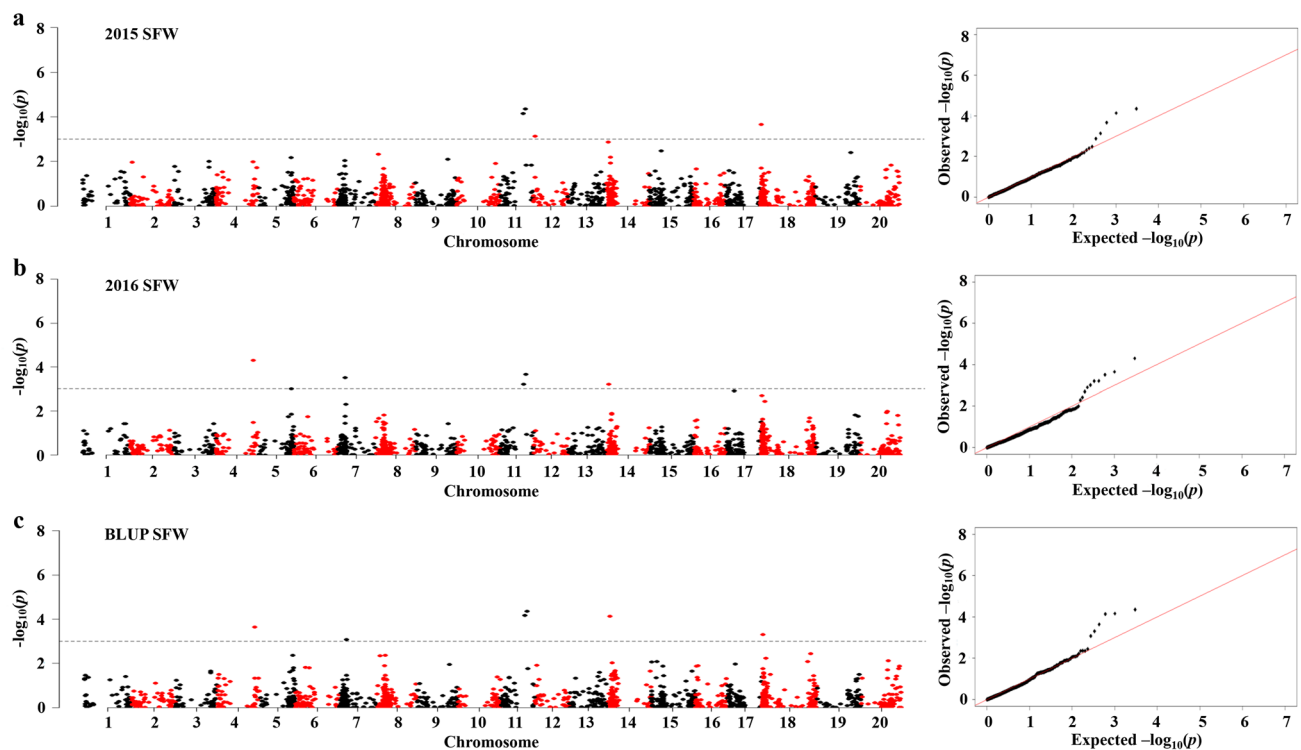 a
2015 SFW
8
6
4
2
0
-log10(p)
1 2 3 4 5 6 7 8 9 10 11 12 13 14 15 16 17 18 19 20
Chromosome
8
6
4
2
0
Observed –log10(p)
0 1 2 3 4 5 6 7
Expected –log10(p)
b
2016 SFW
8
6
4
2
0
-log10(p)
1 2 3 4 5 6 7 8 9 10 11 12 13 14 15 16 17 18 19 20
Chromosome
8
6
4
2
0
Observed –log10(p)
0 1 2 3 4 5 6 7
Expected –log10(p)
c
BLUP SFW
8
6
4
2
0
-log10(p)
1 2 3 4 5 6 7 8 9 10 11 12 13 14 15 16 17 18 19 20
Chromosome
8
6
4
2
0
Observed –log10(p)
0 1 2 3 4 5 6 7
Expected –log10(p)